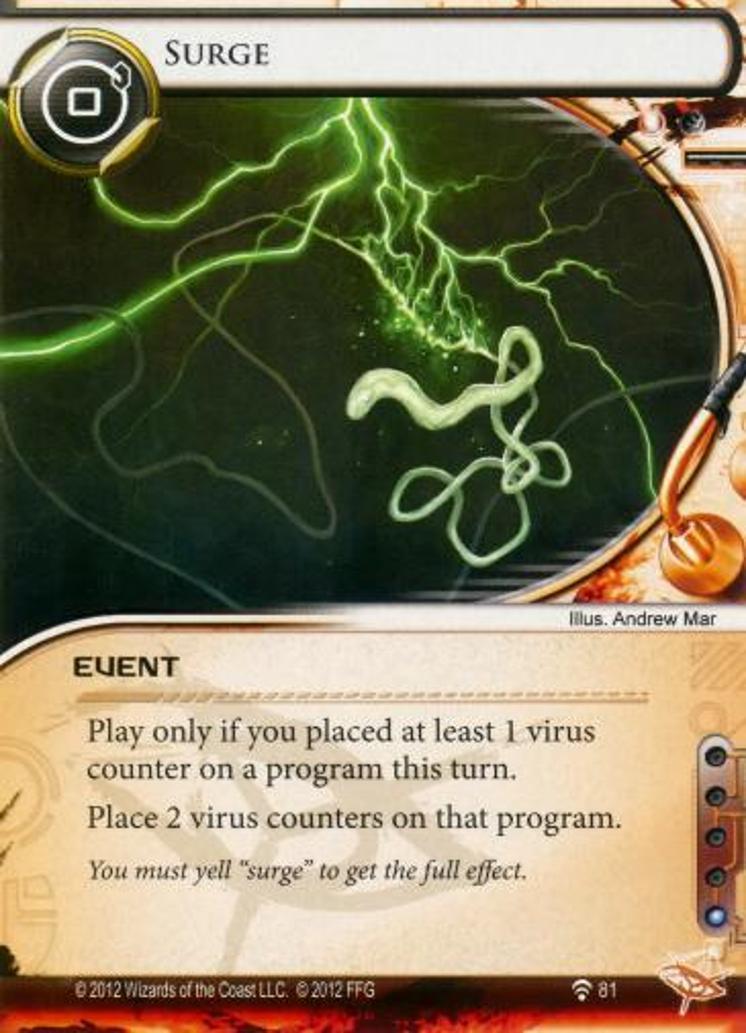 SURGE
Illus. Andrew Mar
EVENT
Play only if you placed at least 1 virus
counter on a program this turn.
Place 2 virus counters on that program.
You must yell “surge” to get the full effect.
© 2012 Wizards of the Coast LLC. © 2012 FFG 81